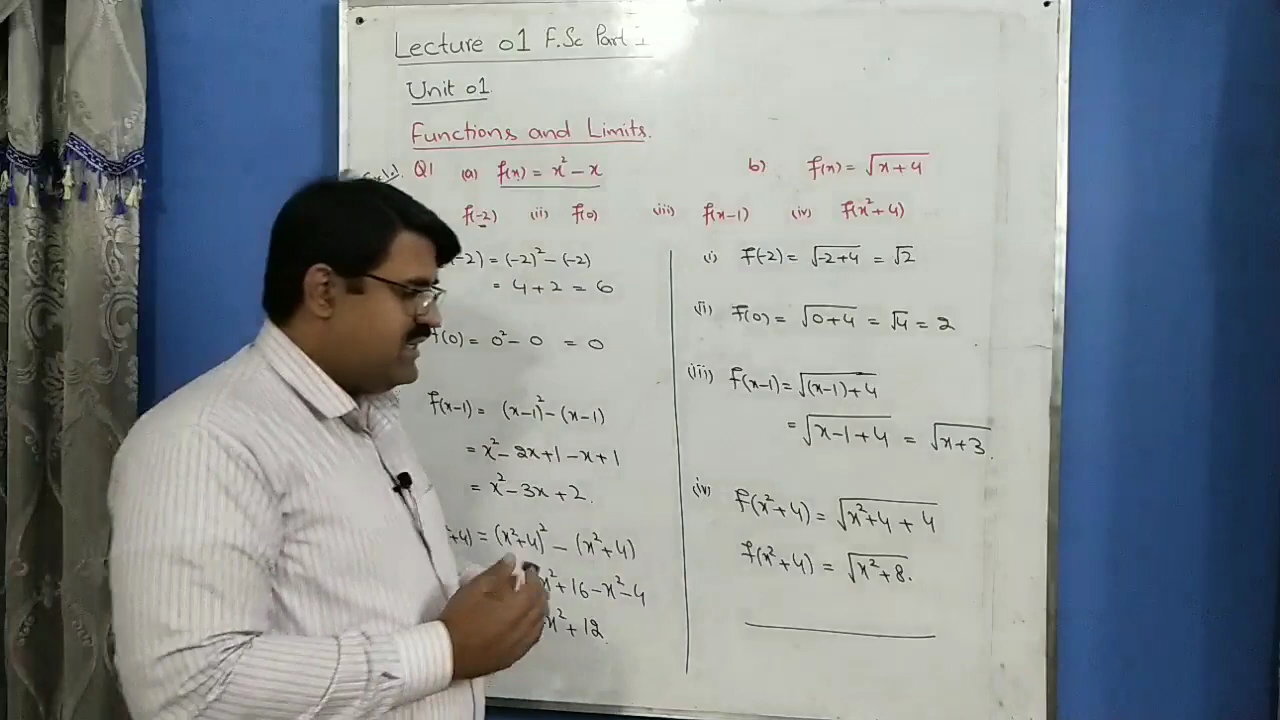 Lecture 01 F.Sc Part I
Unit 01.
Functions and Limits.
Q1 (a) f(x) = x² - x b) f(x) = √(x+4)
f(-2) (ii) f(0) (iii) f(x-1) (iv) f(x²+4)
-2) = (-2)² - (-2)
= 4 + 2 = 6
f(0) = 0² - 0 = 0
f(x-1) = (x-1)² - (x-1)
= x² - 2x + 1 - x + 1
= x² - 3x + 2.
²+4) = (x²+4)² - (x²+4)
x² + 16 - x² - 4
x² + 12
(i) f(-2) = √(-2+4) = √2
(ii) f(0) = √(0+4) = √4 = 2
(iii) f(x-1) = √((x-1)+4)
= √(x-1+4) = √(x+3).
(iv) f(x²+4) = √(x²+4+4)
f(x²+4) = √(x²+8).